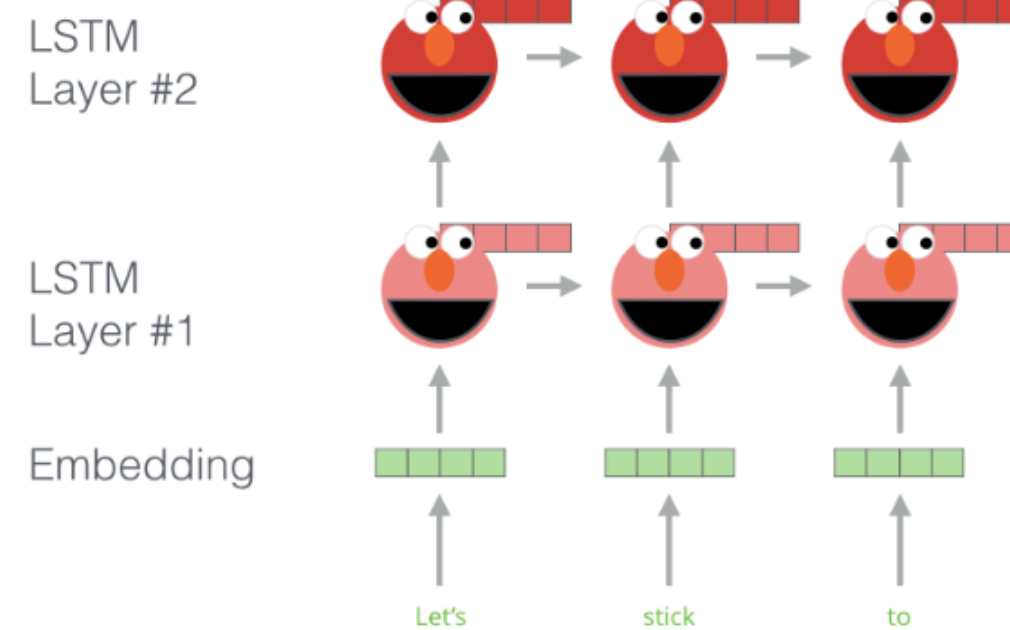 LSTM
Layer #2
LSTM
Layer #1
Embedding
Let's
stick
to